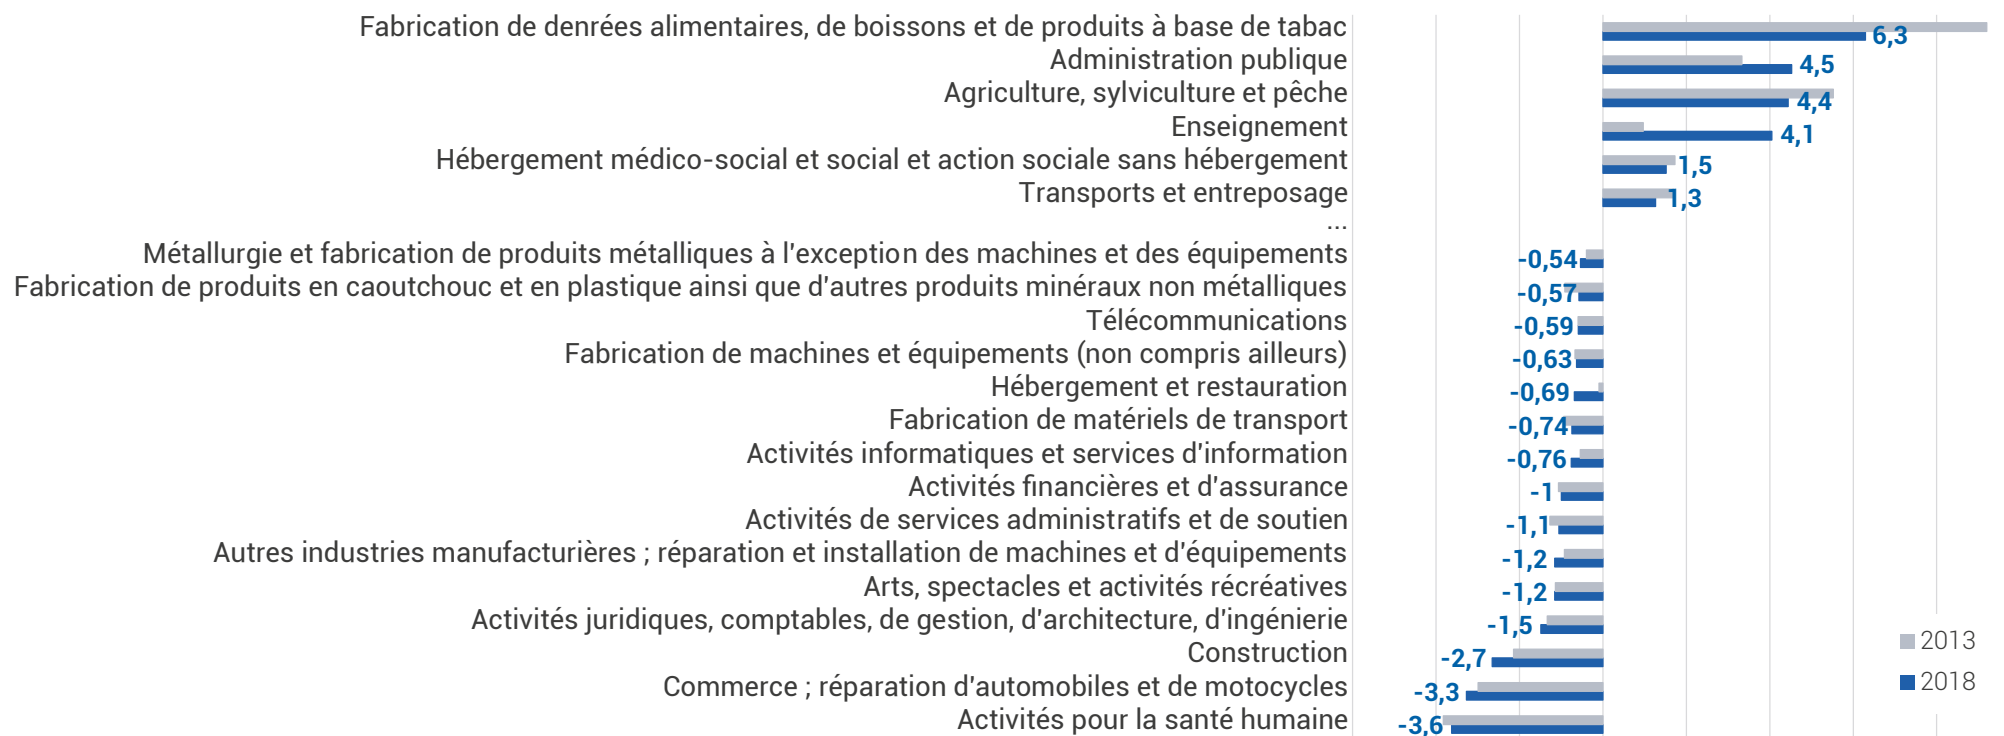 Fabrication de denrées alimentaires, de boissons et de produits à base de tabac 6,3
Administration publique 4,5
Agriculture, sylviculture et pêche 4,4
Enseignement 4,1
Hébergement médico-social et social et action sociale sans hébergement 1,5
Transports et entreposage 1,3
...
Métallurgie et fabrication de produits métalliques à l'exception des machines et des équipements -0,54
Fabrication de produits en caoutchouc et en plastique ainsi que d'autres produits minéraux non métalliques -0,57
Télécommunications -0,59
Fabrication de machines et équipements (non compris ailleurs) -0,63
Hébergement et restauration -0,69
Fabrication de matériels de transport -0,74
Activités informatiques et services d'information -0,76
Activités financières et d'assurance -1
Activités de services administratifs et de soutien -1,1
Autres industries manufacturières ; réparation et installation de machines et d'équipements -1,2
Arts, spectacles et activités récréatives -1,2
Activités juridiques, comptables, de gestion, d'architecture, d'ingénierie -1,5
Construction -2,7
Commerce ; réparation d'automobiles et de motocycles -3,3
Activités pour la santé humaine -3,6
2013
2018